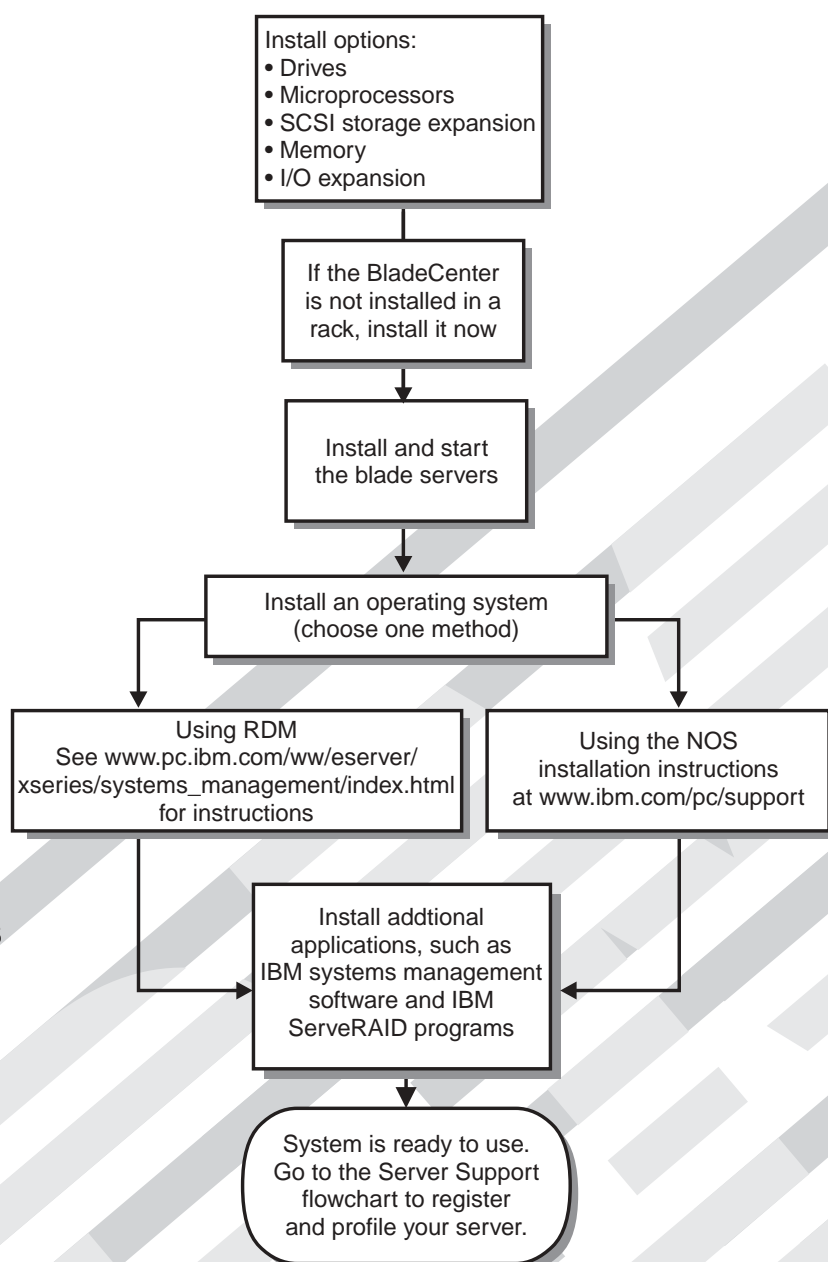 Install options:
• Drives
• Microprocessors
• SCSI storage expansion
• Memory
• I/O expansion
If the BladeCenter
is not installed in a
rack, install it now
Install and start
the blade servers
Install an operating system
(choose one method)
Using RDM
See www.pc.ibm.com/ww/eserver/
xseries/systems_management/index.html
for instructions
Using the NOS
installation instructions
at www.ibm.com/pc/support
Install addtional
applications, such as
IBM systems management
software and IBM
ServeRAID programs
System is ready to use.
Go to the Server Support
flowchart to register
and profile your server.